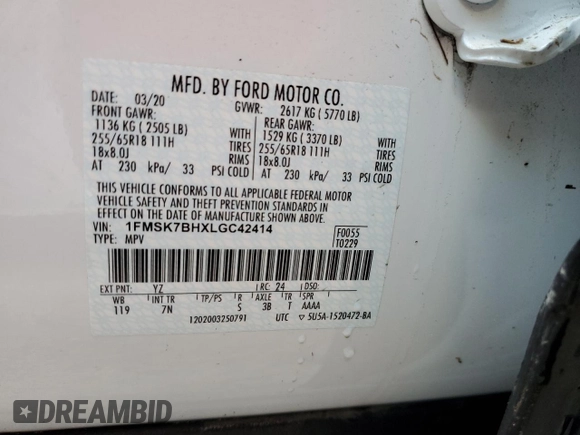 MFD. BY FORD MOTOR CO.
DATE: 03/20 GVWR: 2617 KG ( 5770 LB)
FRONT GAWR: REAR GAWR:
1136 KG ( 2505 LB) WITH 1529 KG ( 3370 LB) WITH
255/65R18 111H TIRES 255/65R18 111H TIRES
18x8.0J RIMS 18x8.0J RIMS
AT 230 kPa/ 33 PSI COLD AT 230 kPa/ 33 PSI COLD
THIS VEHICLE CONFORMS TO ALL APPLICABLE FEDERAL MOTOR
VEHICLE SAFETY AND THEFT PREVENTION STANDARDS IN
EFFECT ON THE DATE OF MANUFACTURE SHOWN ABOVE.
VIN: 1FMSK7BHXLGC42414 F0055
TYPE: MPV T0229
EXT PNT: YZ RC: 24
WB INT TR TP/PS R AXLE TR SPR
119 7N S 3B T AAAA
1202003250791 UTC ▽5U5A-1520472-BA
DREAMBID